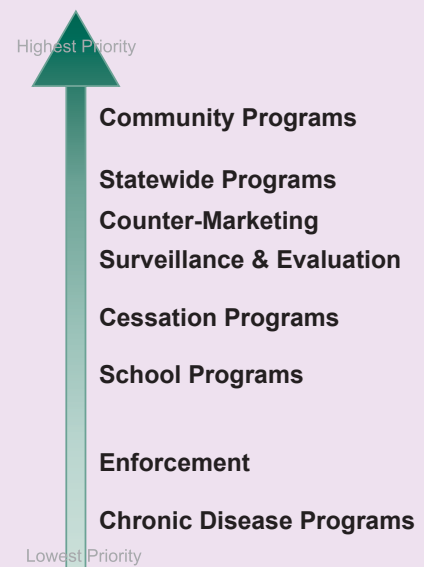 Highest Priority
Community Programs
Statewide Programs
Counter-Marketing
Surveillance & Evaluation
Cessation Programs
School Programs
Enforcement
Chronic Disease Programs
Lowest Priority